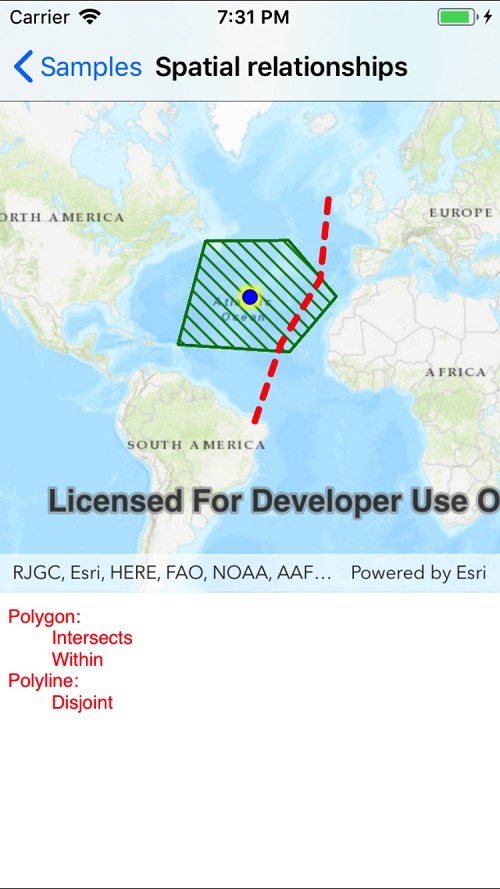 Carrier 7:31 PM
Samples Spatial relationships
ORTH AMERICA
EUROPE
Atlantic
Ocean
AFRICA
SOUTH AMERICA
Licensed For Developer Use O
RJGC, Esri, HERE, FAO, NOAA, AAF… Powered by Esri
Polygon:
Intersects
Within
Polyline:
Disjoint